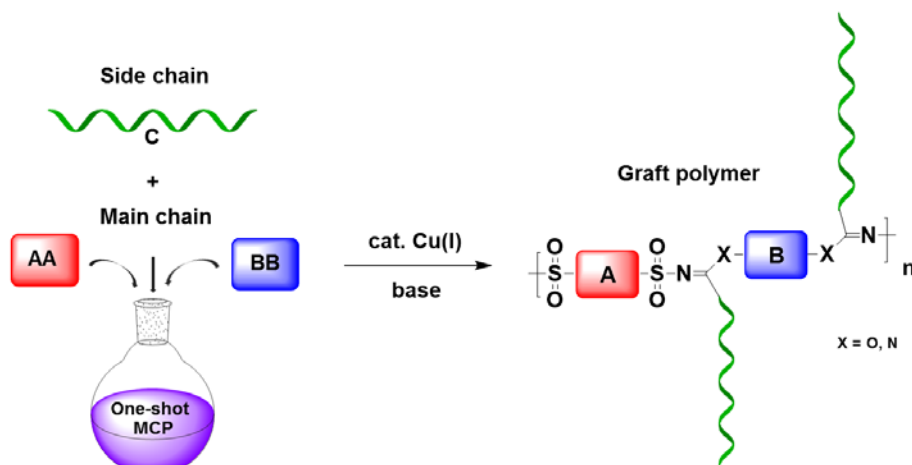 Side chain
C
+
Main chain
AA
BB
One-shot
MCP
cat. Cu(I)
base
Graft polymer
O
O
S
A
S
O
O
N
X
B
X
N
n
X = O, N